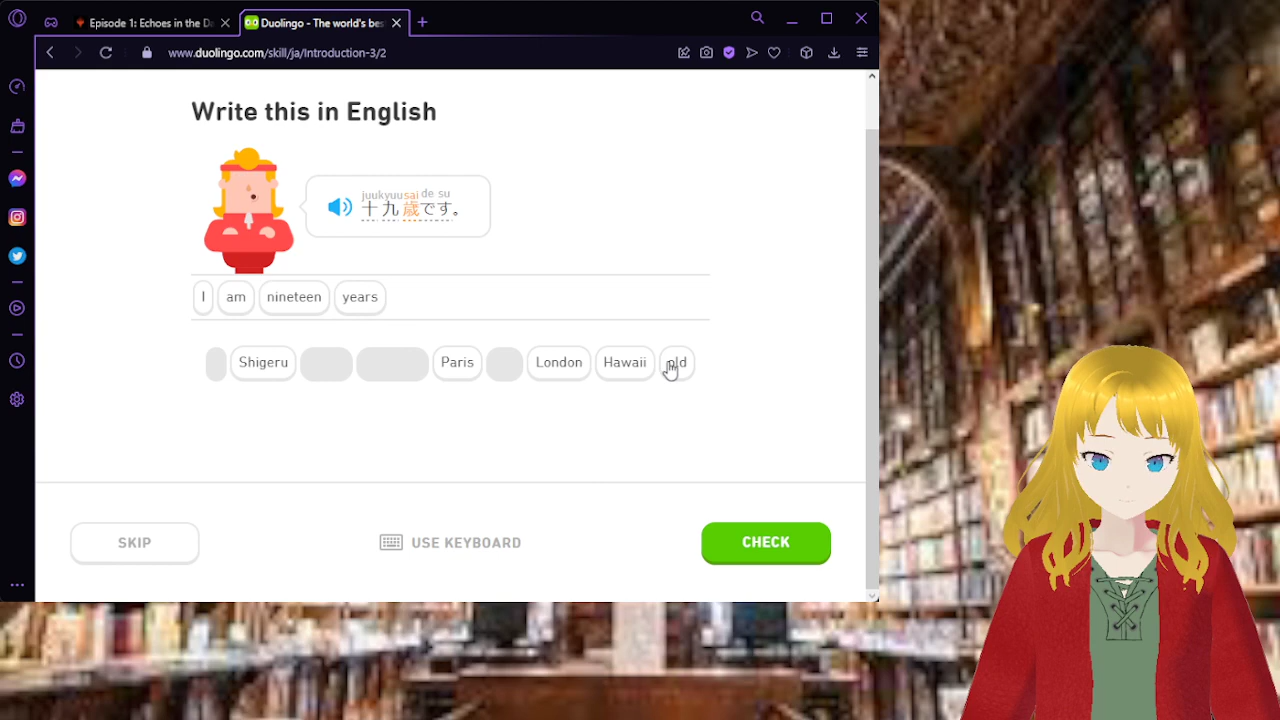 Episode 1: Echoes in the Da
Duolingo - The world's bes
www.duolingo.com/skill/ja/Introduction-3/2
Write this in English
juukyuusai de su
十九歳です。
I am nineteen years
Shigeru Paris London Hawaii old
SKIP USE KEYBOARD CHECK